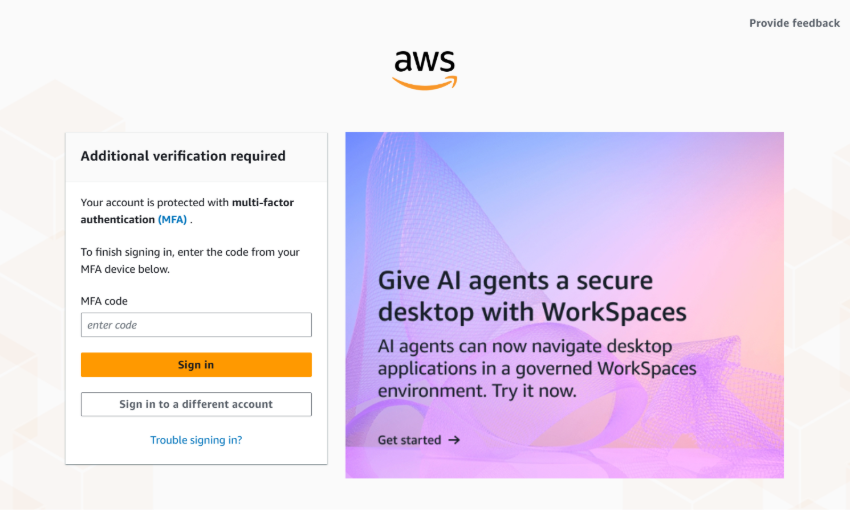 Provide feedback
aws
Additional verification required
Your account is protected with multi-factor
authentication (MFA) .
To finish signing in, enter the code from your
MFA device below.
MFA code
enter code
Sign in
Sign in to a different account
Trouble signing in?
Give AI agents a secure
desktop with WorkSpaces
AI agents can now navigate desktop
applications in a governed WorkSpaces
environment. Try it now.
Get started →